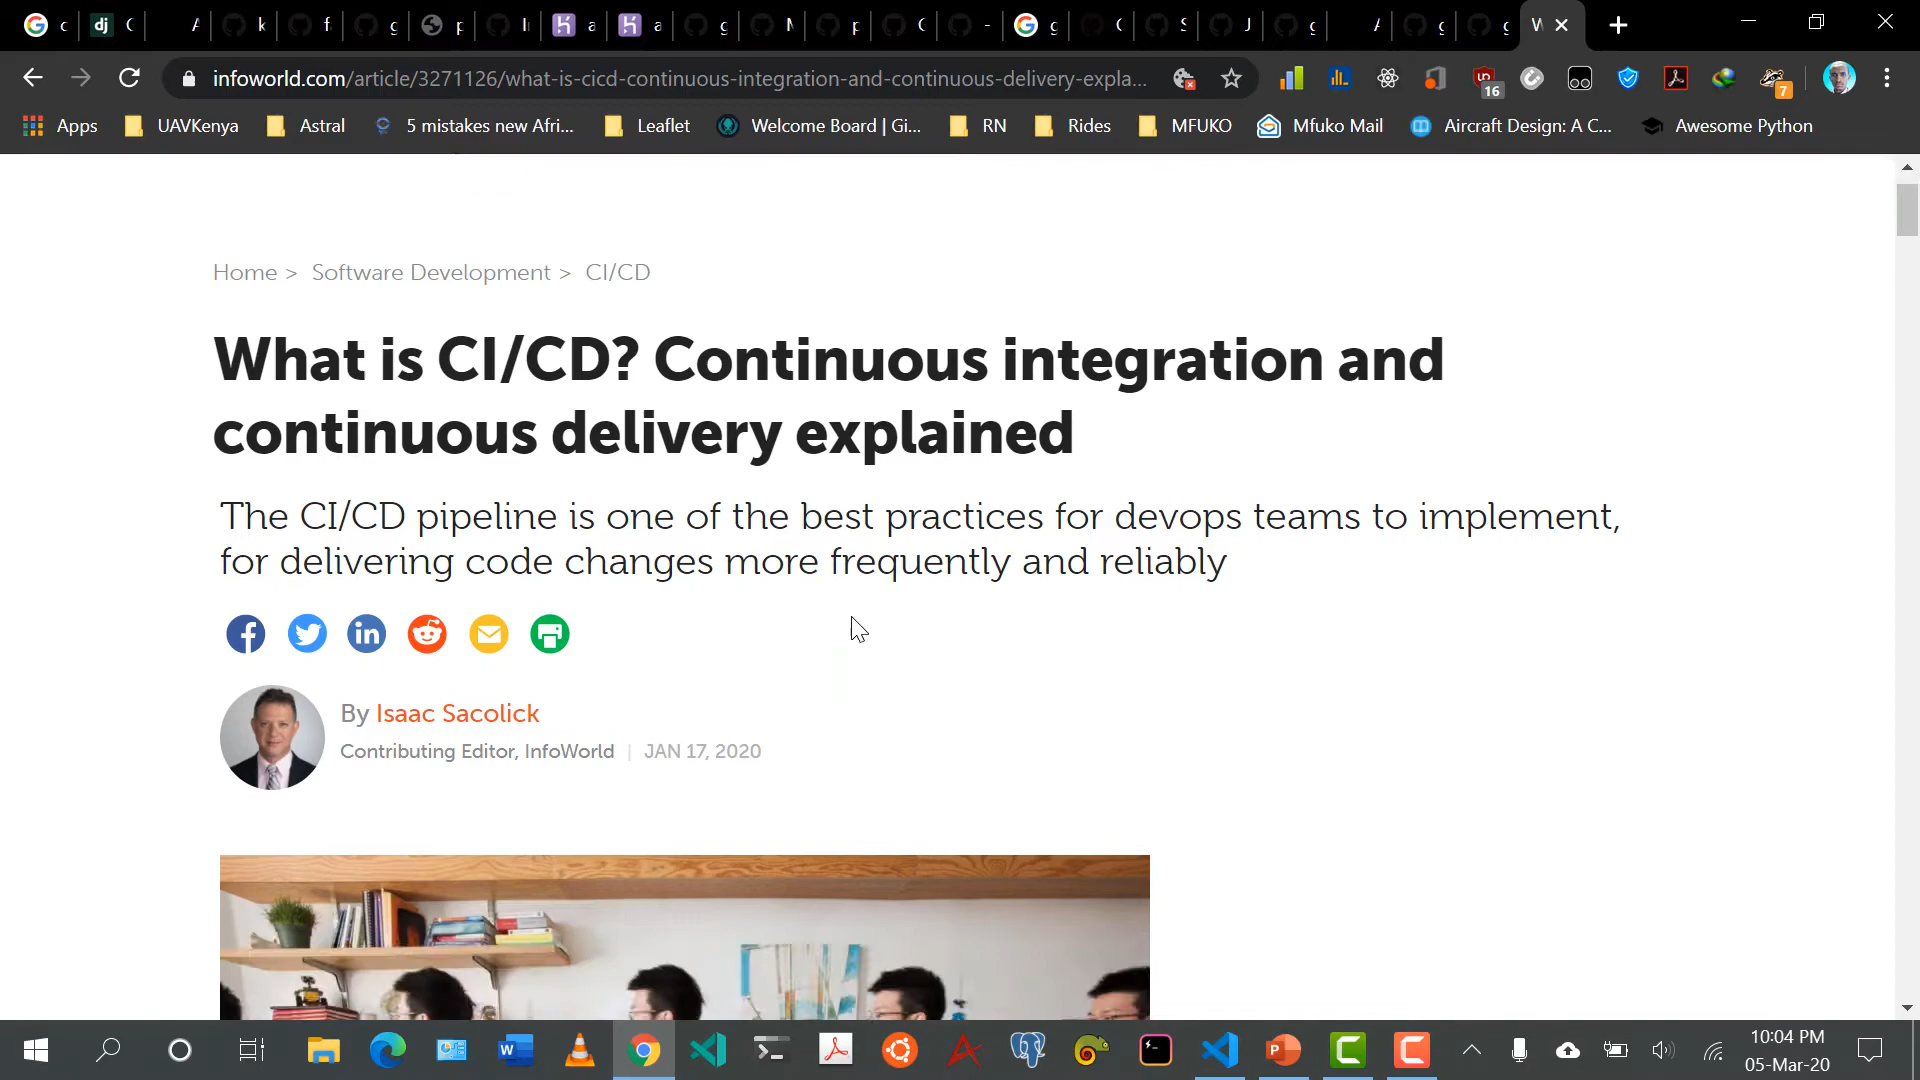 infoworld.com/article/3271126/what-is-cicd-continuous-integration-and-continuous-delivery-expla...
16
7
Apps
UAVKenya
Astral
5 mistakes new Afri...
Leaflet
Welcome Board | Gi...
RN
Rides
MFUKO
Mfuko Mail
Aircraft Design: A C...
Awesome Python
Home > Software Development > CI/CD
What is CI/CD? Continuous integration and
continuous delivery explained
The CI/CD pipeline is one of the best practices for devops teams to implement,
for delivering code changes more frequently and reliably
By Isaac Sacolick
Contributing Editor, InfoWorld | JAN 17, 2020
10:04 PM
05-Mar-20